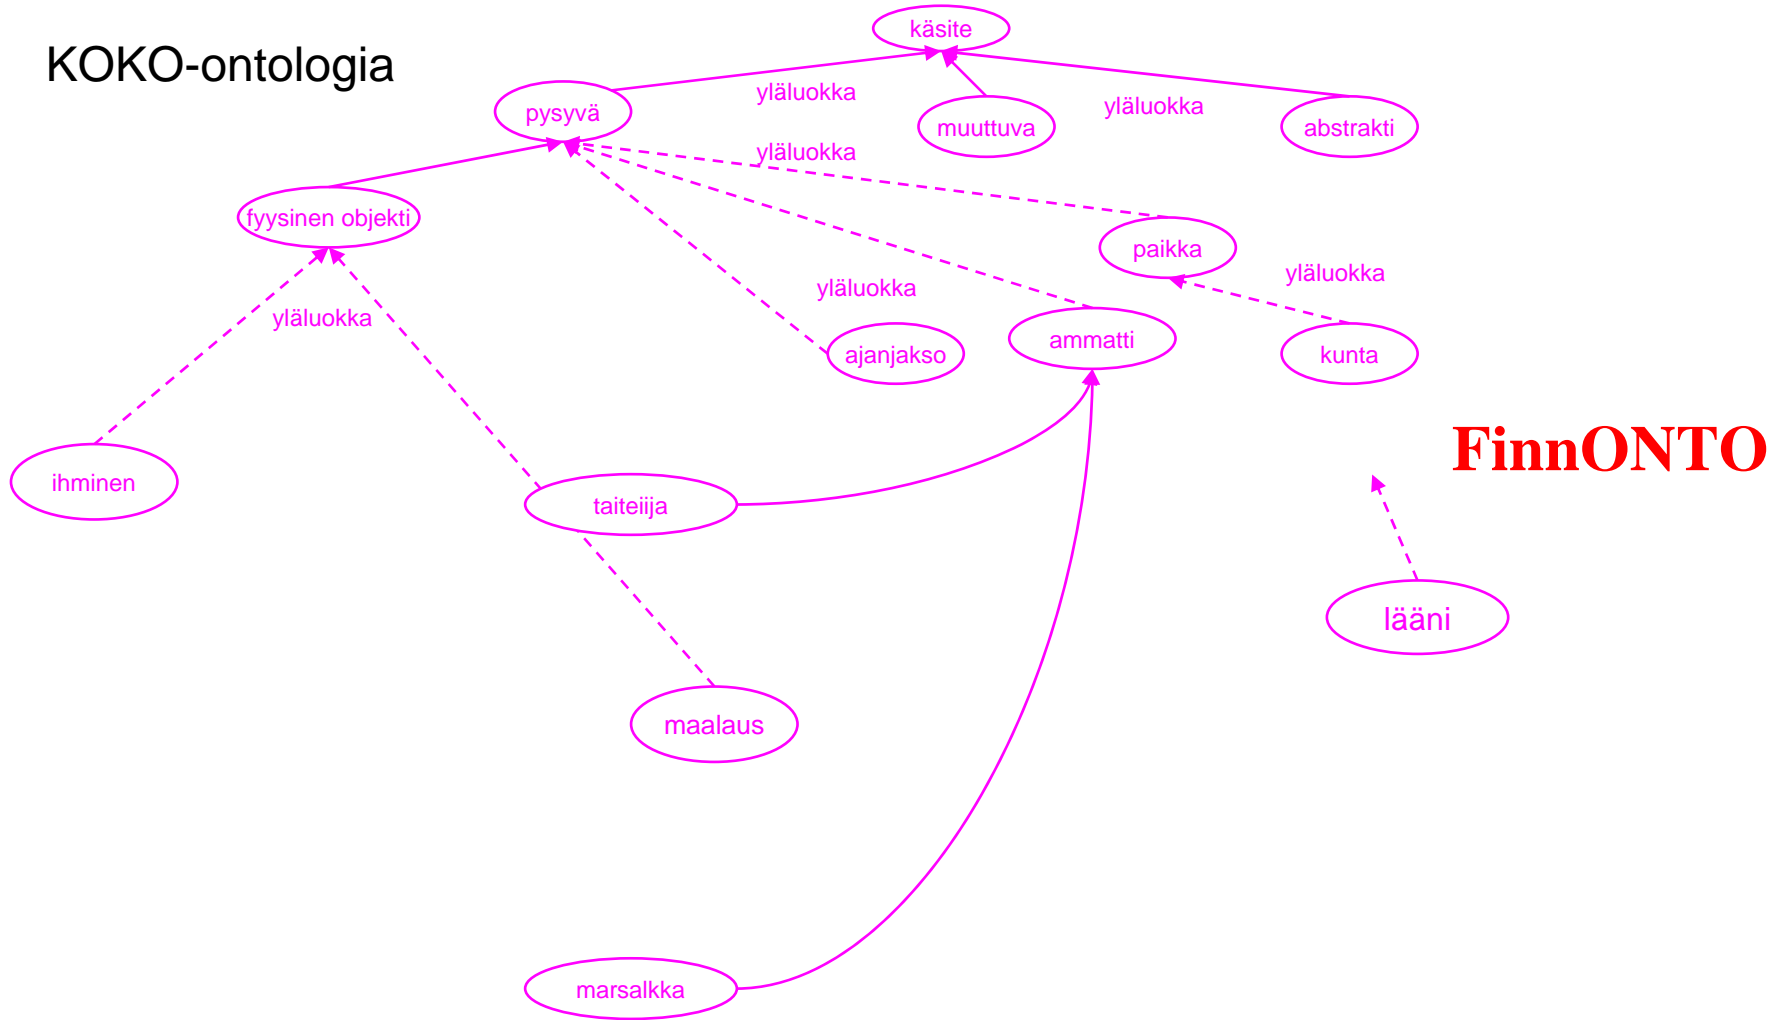 käsite
KOKO-ontologia
yläluokka
pysyvä
yläluokka
muuttuva
abstrakti
yläluokka
fyysinen objekti
paikka
yläluokka
yläluokka
yläluokka
ajanjakso
ammatti
kunta
FinnONTO
ihminen
taiteiija
lääni
maalaus
marsalkka